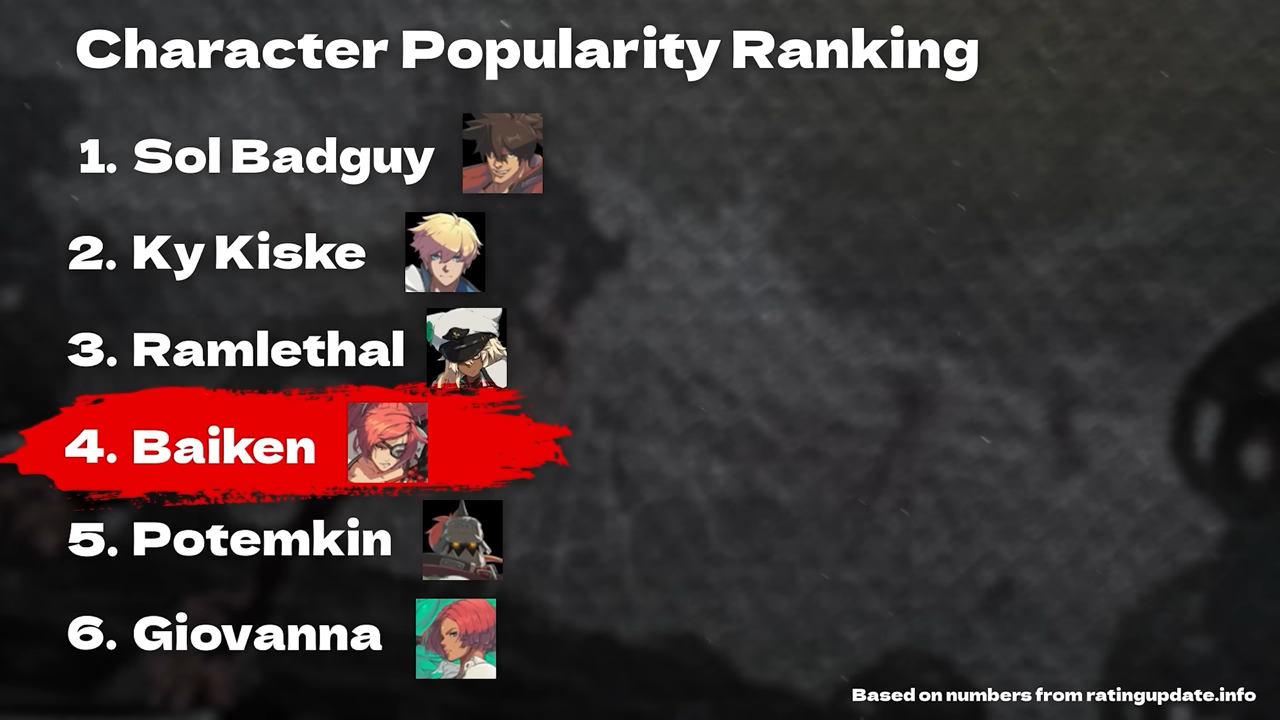 Character Popularity Ranking
1. Sol Badguy
2. Ky Kiske
3. Ramlethal
4. Baiken
5. Potemkin
6. Giovanna
Based on numbers from ratingupdate.info